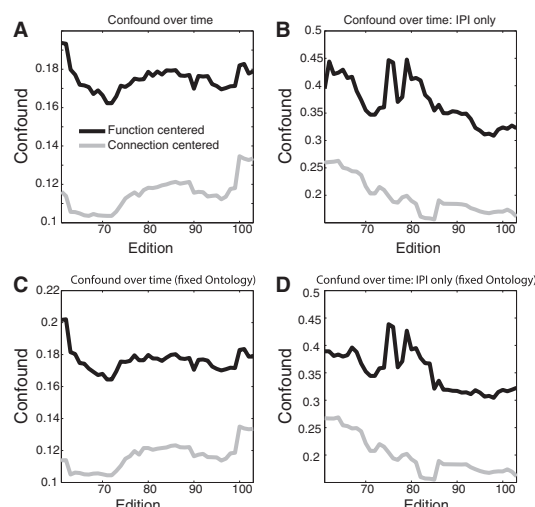 A
Confound over time
Confound
0.18
0.16
0.14
0.12
0.1
Function centered
Connection centered
70
80
90
100
Edition
B
Confound over time: IPI only
Confound
0.5
0.45
0.4
0.35
0.3
0.25
0.2
70
80
90
100
Edition
C
Confound over time (fixed Ontology)
Confound
0.22
0.2
0.18
0.16
0.14
0.12
0.1
70
80
90
100
Edition
D
Confund over time: IPI only (fixed Ontology)
Confound
0.5
0.45
0.4
0.35
0.3
0.25
0.2
70
80
90
100
Edition